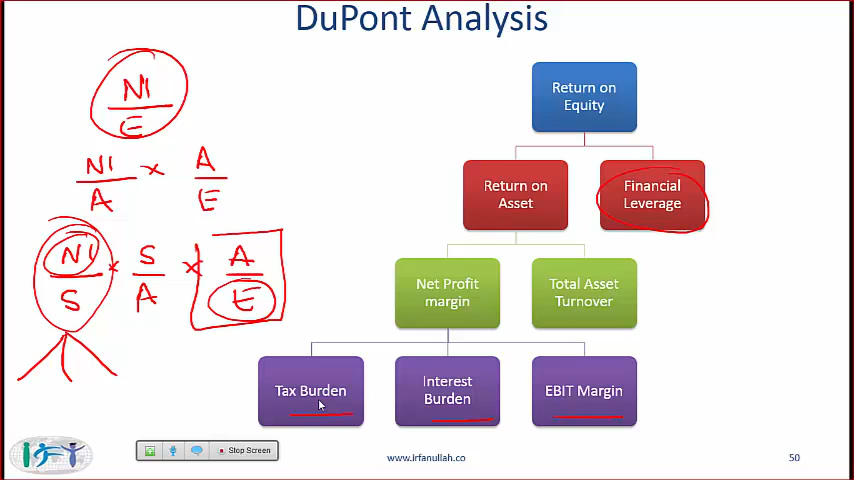 DuPont Analysis
NI
E
NI × A
A E
NI × S × A
S A E
Return on
Equity
Return on
Asset
Financial
Leverage
Net Profit
margin
Total Asset
Turnover
Tax Burden
Interest
Burden
EBIT Margin
Stop Screen
www.irfanullah.co
50